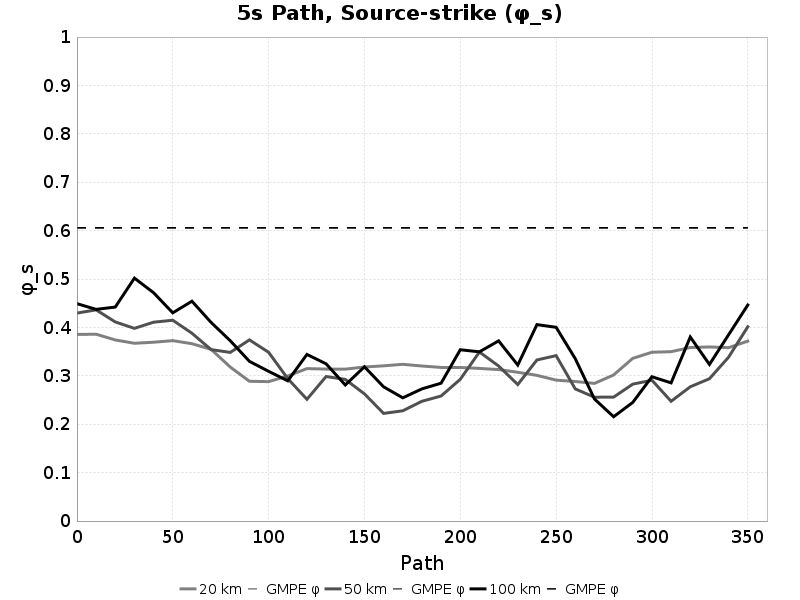 5s Path, Source-strike (φ_s)
1
0.9
0.8
0.7
0.6
0.5
0.4
0.3
0.2
0.1
0
φ_s
0 50 100 150 200 250 300 350
Path
20 km GMPE φ 50 km GMPE φ 100 km GMPE φ